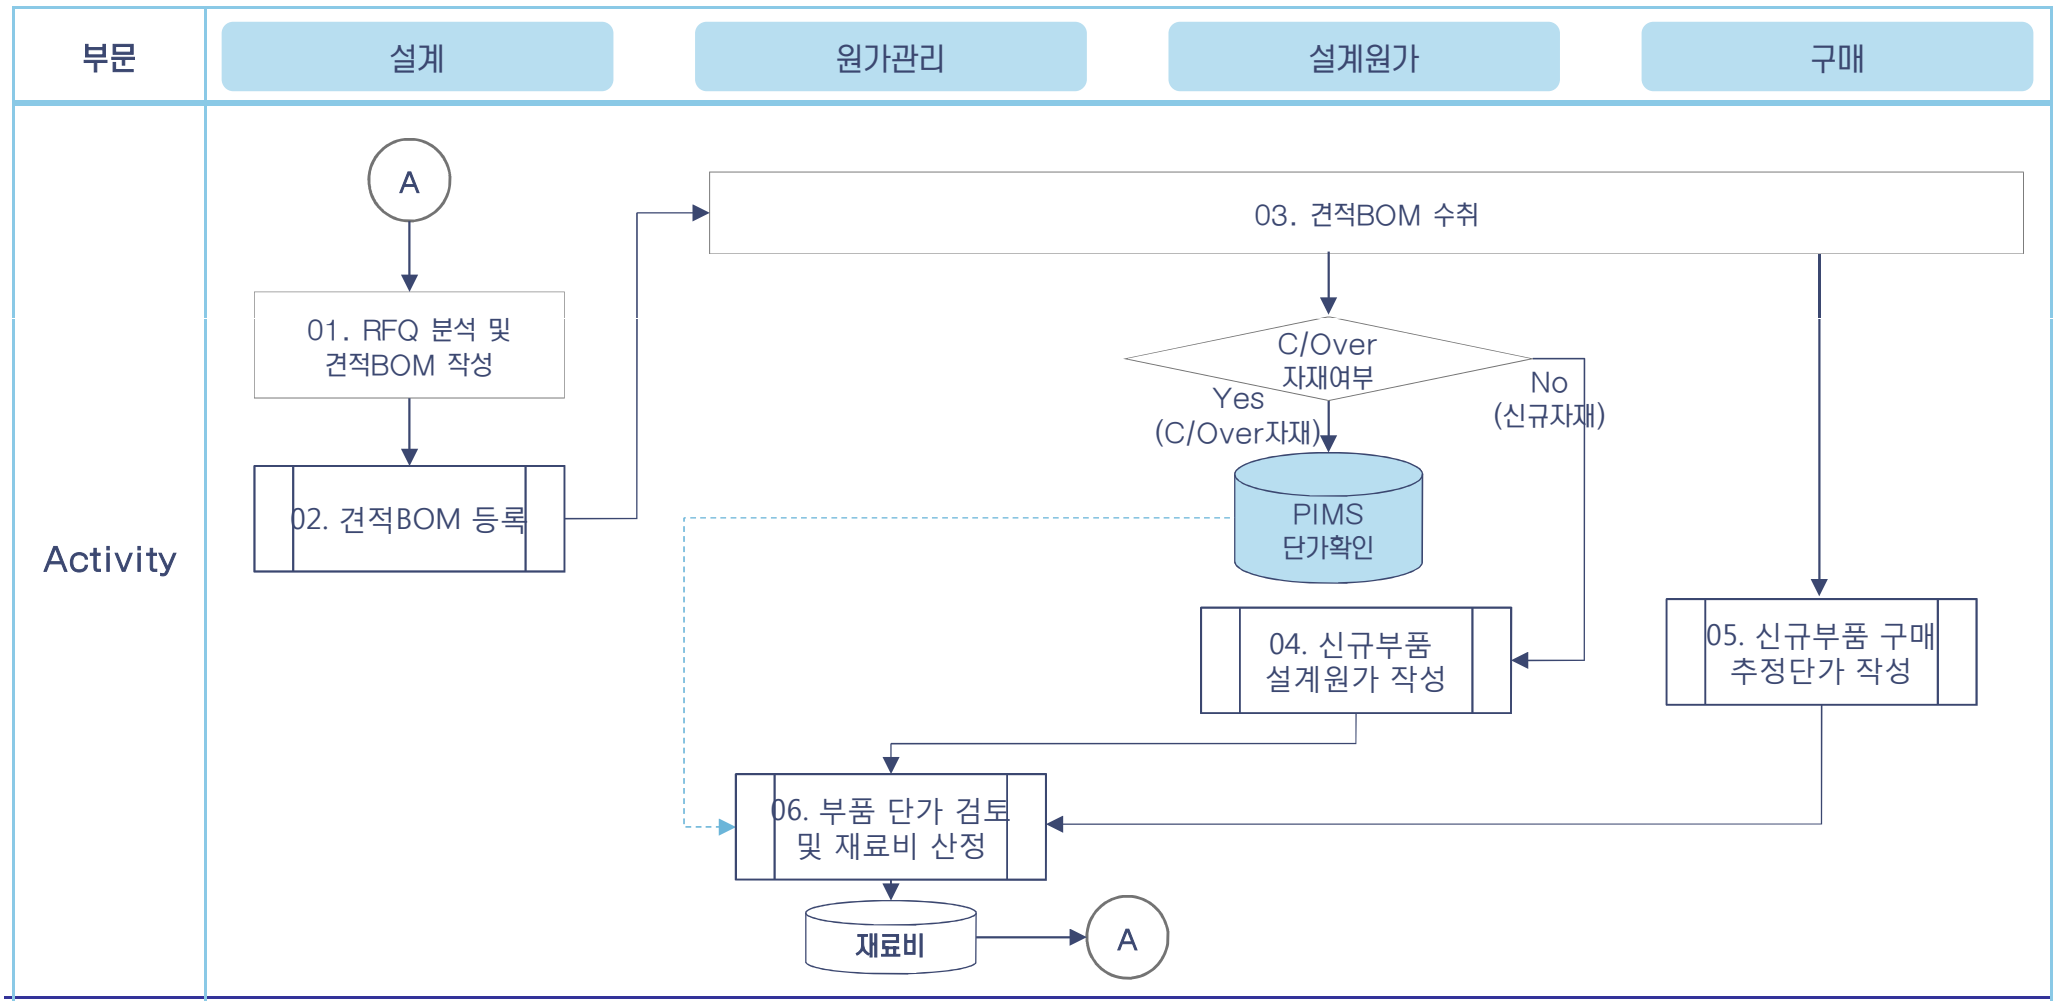 부문
설계
원가관리
설계원가
구매
Activity
A
01. RFQ 분석 및
견적BOM 작성
02. 견적BOM 등록
03. 견적BOM 수취
C/Over
자재여부
Yes
(C/Over자재)
No
(신규자재)
PIMS
단가확인
04. 신규부품
설계원가 작성
05. 신규부품 구매
추정단가 작성
06. 부품 단가 검토
및 재료비 산정
재료비
A